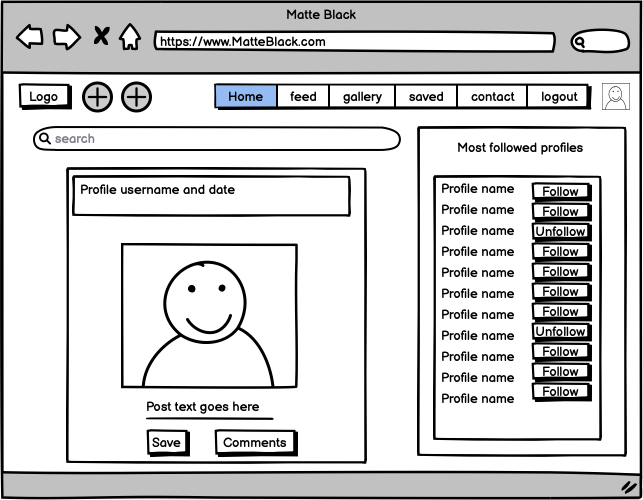 Matte Black
https://www.MatteBlack.com
Logo
Home feed gallery saved contact logout
search
Most followed profiles
Profile username and date
Profile name Follow
Profile name Follow
Profile name Unfollow
Profile name Follow
Profile name Follow
Profile name Follow
Profile name Follow
Profile name Unfollow
Profile name Follow
Profile name Follow
Profile name Follow
Post text goes here
Save Comments